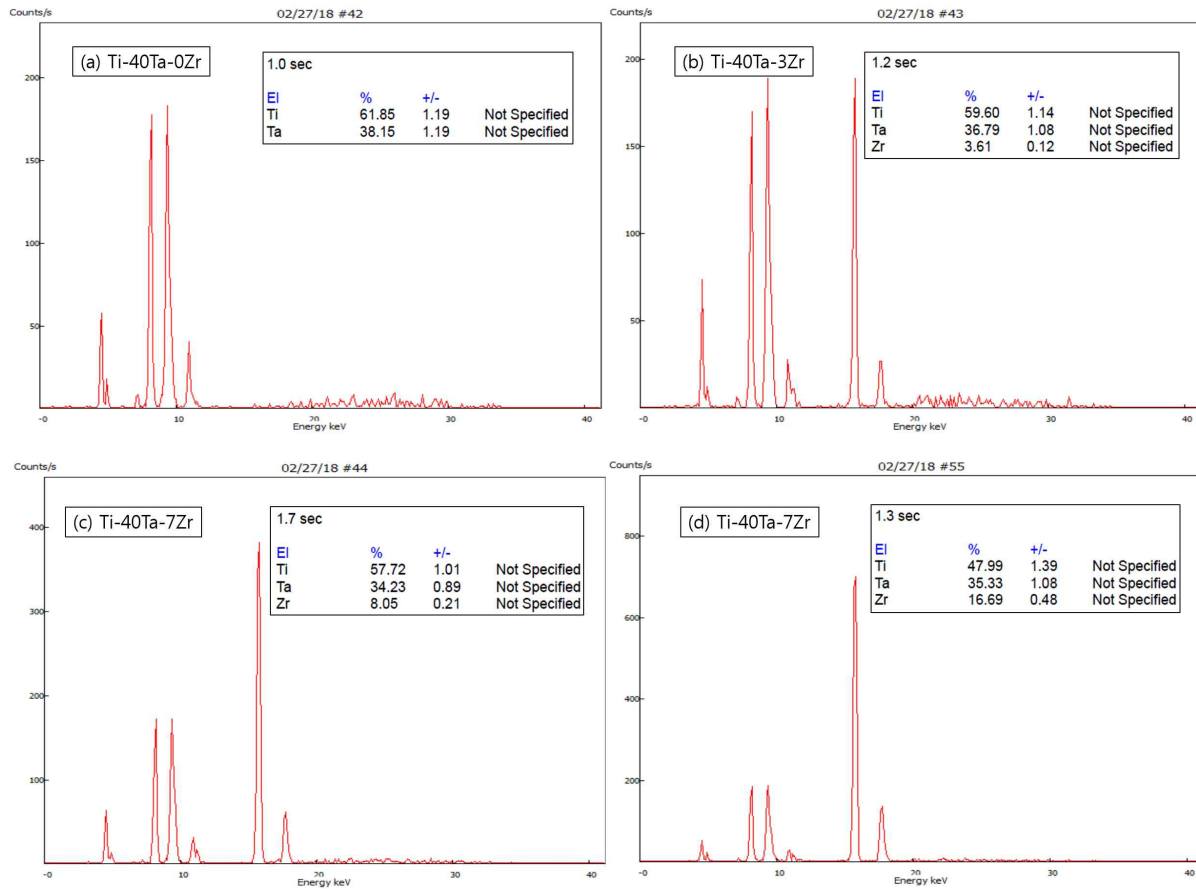 Counts/s
02/27/18 #42
(a) Ti-40Ta-0Zr
1.0 sec
El % +/-
Ti 61.85 1.19 Not Specified
Ta 38.15 1.19 Not Specified
200
150
100
50
-0 10 20 30 40
Energy keV
Counts/s
02/27/18 #43
(b) Ti-40Ta-3Zr
1.2 sec
El % +/-
Ti 59.60 1.14 Not Specified
Ta 36.79 1.08 Not Specified
Zr 3.61 0.12 Not Specified
200
150
100
50
-0 10 20 30 40
Energy keV
Counts/s
02/27/18 #44
(c) Ti-40Ta-7Zr
1.7 sec
El % +/-
Ti 57.72 1.01 Not Specified
Ta 34.23 0.89 Not Specified
Zr 8.05 0.21 Not Specified
400
300
200
100
-0 10 20 30 40
Energy keV
Counts/s
02/27/18 #55
(d) Ti-40Ta-7Zr
1.3 sec
El % +/-
Ti 47.99 1.39 Not Specified
Ta 35.33 1.08 Not Specified
Zr 16.69 0.48 Not Specified
800
600
400
200
-0 10 20 30 40
Energy keV